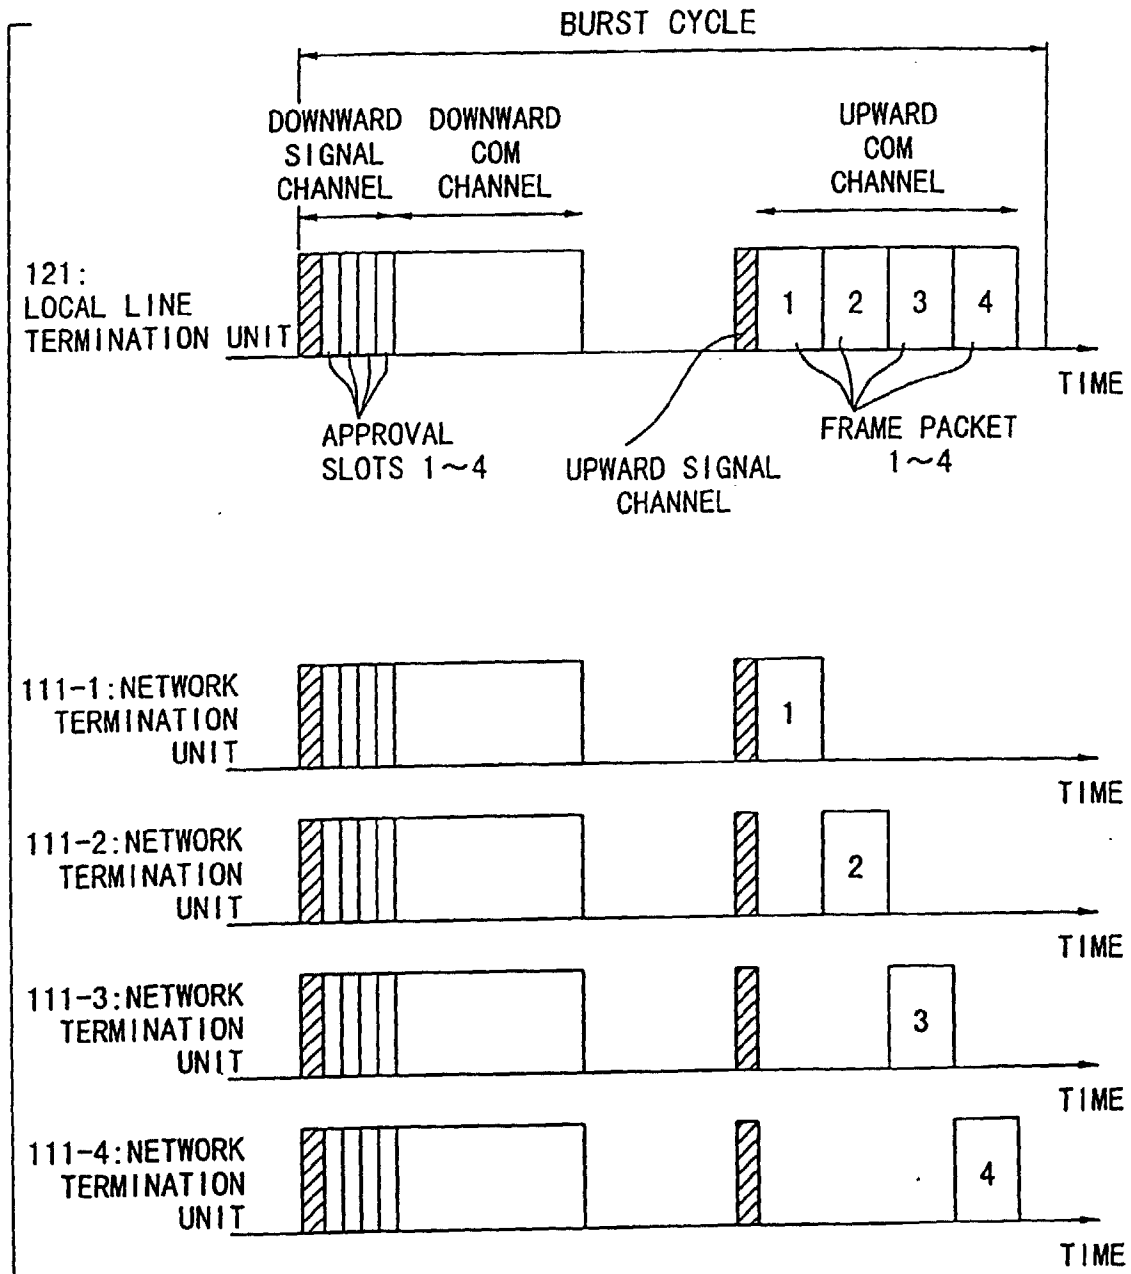 BURST CYCLE
DOWNWARD
SIGNAL
CHANNEL
DOWNWARD
COM
CHANNEL
UPWARD
COM
CHANNEL
121:
LOCAL LINE
TERMINATION UNIT
1 2 3 4
TIME
APPROVAL
SLOTS 1～4
UPWARD SIGNAL
CHANNEL
FRAME PACKET
1～4
111-1:NETWORK
TERMINATION
UNIT
1
TIME
111-2:NETWORK
TERMINATION
UNIT
2
TIME
111-3:NETWORK
TERMINATION
UNIT
3
TIME
111-4:NETWORK
TERMINATION
UNIT
4
TIME